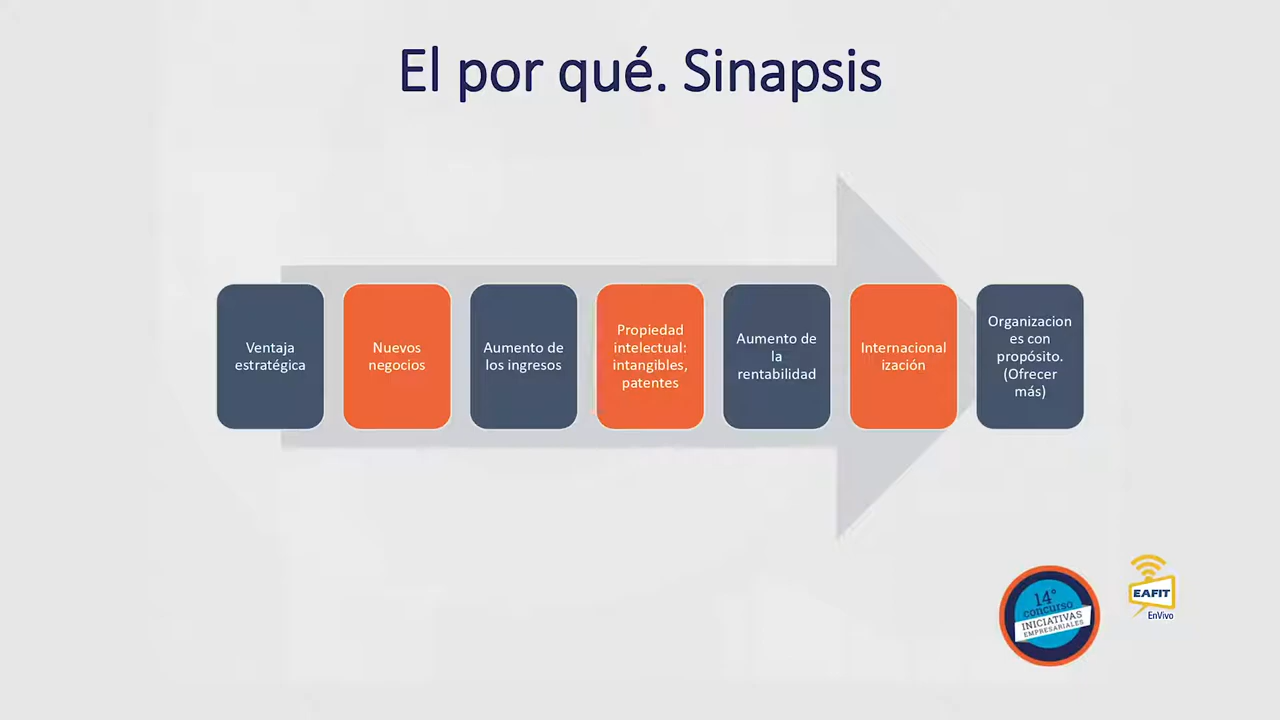 El por qué. Sinapsis
Ventaja
estratégica
Nuevos
negocios
Aumento de
los ingresos
Propiedad
intelectual:
intangibles,
patentes
Aumento de
la
rentabilidad
Internacional
ización
Organizacion
es con
propósito.
(Ofrecer
más)
14°
concurso
INICIATIVAS
EMPRESARIALES
EAFIT
EnVivo